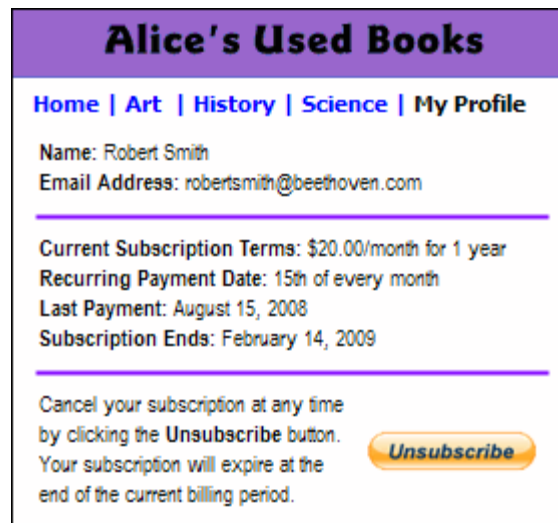 Alice's Used Books
Home | Art | History | Science | My Profile
Name: Robert Smith
Email Address: robertsmith@beethoven.com
Current Subscription Terms: $20.00/month for 1 year
Recurring Payment Date: 15th of every month
Last Payment: August 15, 2008
Subscription Ends: February 14, 2009
Cancel your subscription at any time
by clicking the Unsubscribe button.
Your subscription will expire at the
end of the current billing period.
Unsubscribe